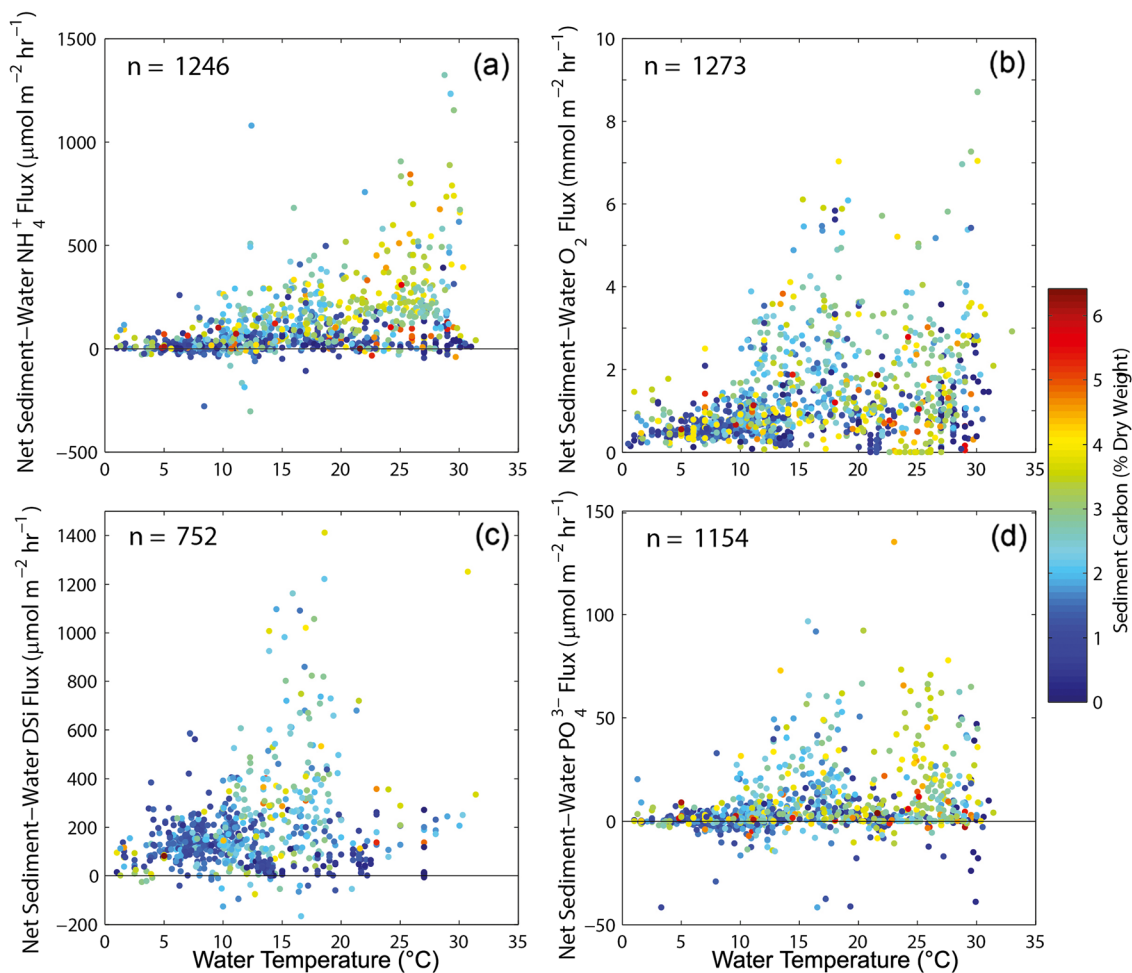 Net Sediment−Water NH4+ Flux (μmol m−2 hr−1)
1500
1000
500
0
−500
n = 1246
(a)
0 5 10 15 20 25 30 35
Net Sediment−Water O2 Flux (mmol m−2 hr−1)
10
8
6
4
2
0
n = 1273
(b)
0 5 10 15 20 25 30 35
Net Sediment−Water DSi Flux (μmol m−2 hr−1)
1400
1200
1000
800
600
400
200
0
−200
n = 752
(c)
0 5 10 15 20 25 30 35
Water Temperature (°C)
Net Sediment−Water PO43− Flux (μmol m−2 hr−1)
150
100
50
0
−50
n = 1154
(d)
0 5 10 15 20 25 30 35
Water Temperature (°C)
6
5
4
3
2
1
0
Sediment Carbon (% Dry Weight)